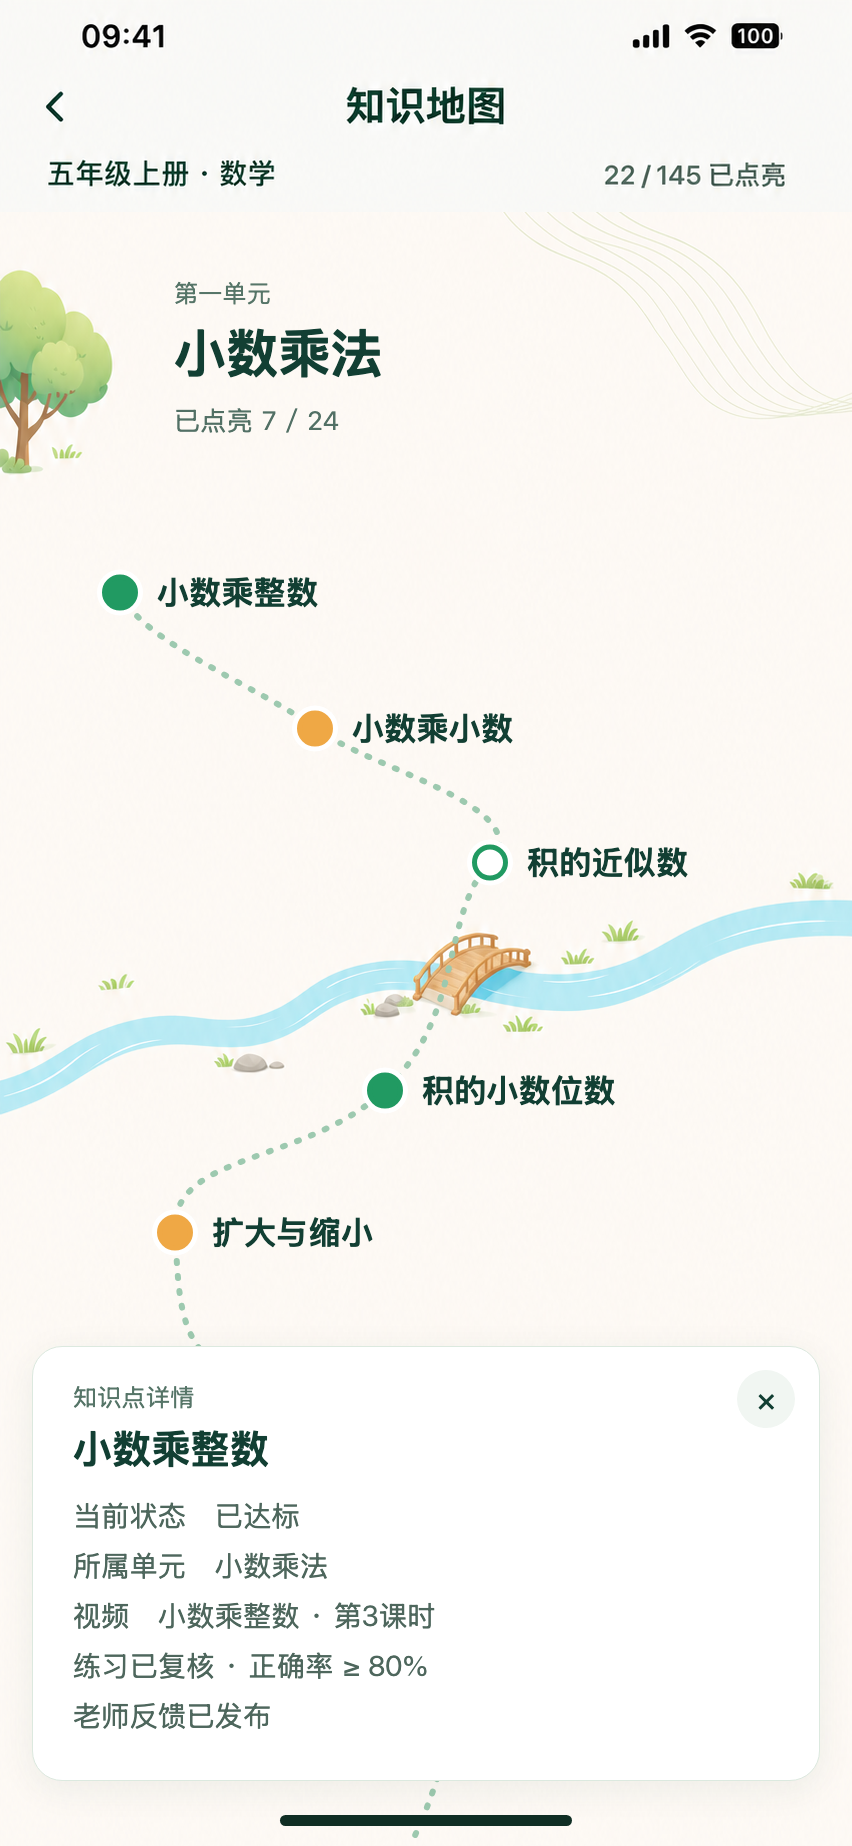 09:41
100
知识地图
五年级上册 · 数学
22 / 145 已点亮
第一单元
小数乘法
已点亮 7 / 24
小数乘整数
小数乘小数
积的近似数
积的小数位数
扩大与缩小
知识点详情
×
小数乘整数
当前状态 已达标
所属单元 小数乘法
视频 小数乘整数 · 第3课时
练习已复核 · 正确率 ≥ 80%
老师反馈已发布